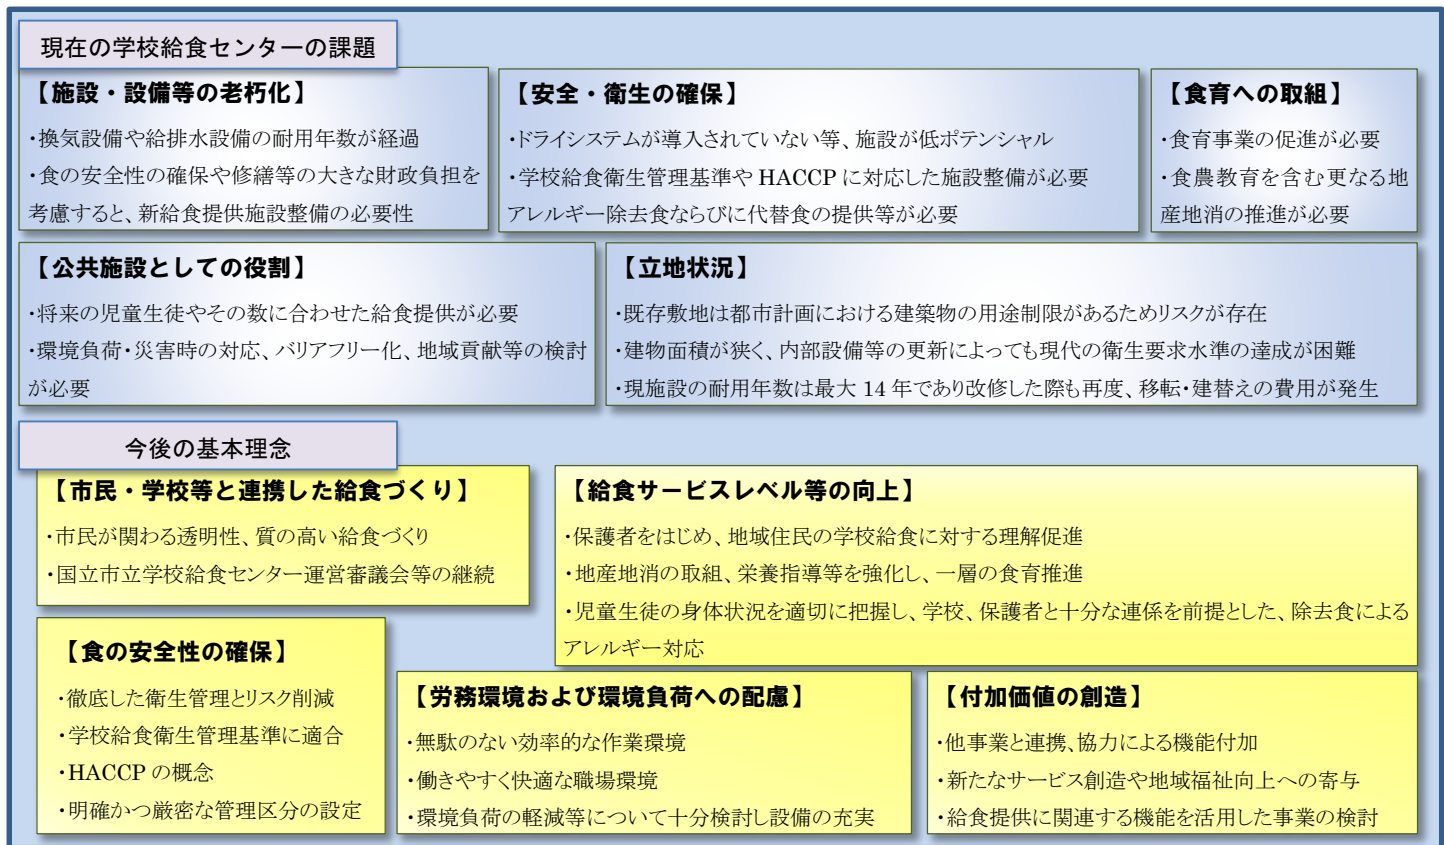 現在の学校給食センターの課題
【施設・設備等の老朽化】
・換気設備や給排水設備の耐用年数が経過
・食の安全性の確保や修繕等の大きな財政負担を
考慮すると、新給食提供施設整備の必要性
【安全・衛生の確保】
・ドライシステムが導入されていない等、施設が低ポテンシャル
・学校給食衛生管理基準や HACCP に対応した施設整備が必要
アレルギー除去食ならびに代替食の提供等が必要
【食育への取組】
・食育事業の促進が必要
・食農教育を含む更なる地
産地消の推進が必要
【公共施設としての役割】
・将来の児童生徒やその数に合わせた給食提供が必要
・環境負荷・災害時の対応、バリアフリー化、地域貢献等の検討
が必要
【立地状況】
・既存敷地は都市計画における建築物の用途制限があるためリスクが存在
・建物面積が狭く、内部設備等の更新によっても現代の衛生要求水準の達成が困難
・現施設の耐用年数は最大 14 年であり改修した際も再度、移転・建替えの費用が発生
今後の基本理念
【市民・学校等と連携した給食づくり】
・市民が関わる透明性、質の高い給食づくり
・国立市立学校給食センター運営審議会等の継続
【給食サービスレベル等の向上】
・保護者をはじめ、地域住民の学校給食に対する理解促進
・地産地消の取組、栄養指導等を強化し、一層の食育推進
・児童生徒の身体状況を適切に把握し、学校、保護者と十分な連係を前提とした、除去食による
アレルギー対応
【食の安全性の確保】
・徹底した衛生管理とリスク削減
・学校給食衛生管理基準に適合
・HACCP の概念
・明確かつ厳密な管理区分の設定
【労務環境および環境負荷への配慮】
・無駄のない効率的な作業環境
・働きやすく快適な職場環境
・環境負荷の軽減等について十分検討し設備の充実
【付加価値の創造】
・他事業と連携、協力による機能付加
・新たなサービス創造や地域福祉向上への寄与
・給食提供に関連する機能を活用した事業の検討